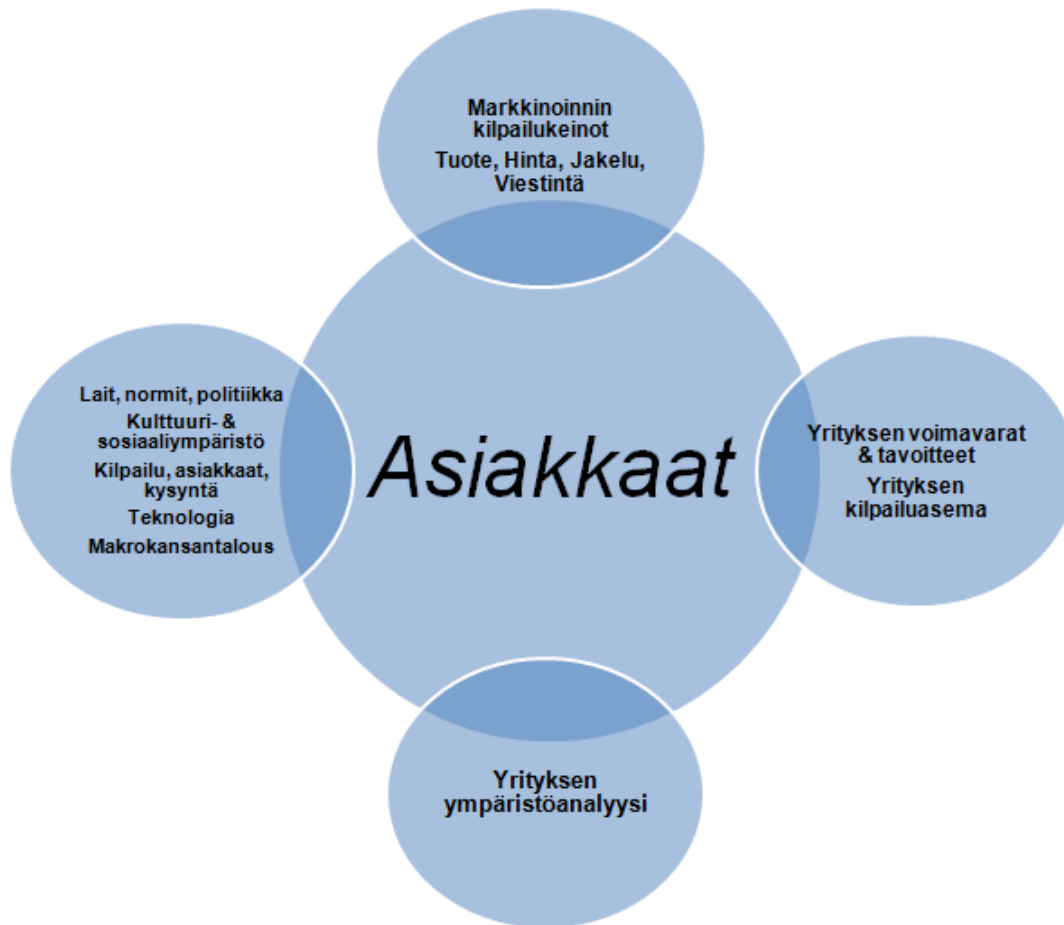 Markkinoinnin
kilpailukeinot
Tuote, Hinta, Jakelu,
Viestintä
Lait, normit, politiikka
Kulttuuri- &
sosiaaliympäristö
Kilpailu, asiakkaat,
kysyntä
Teknologia
Makrokansantalous
Asiakkaat
Yrityksen voimavarat
& tavoitteet
Yrityksen
kilpailuasema
Yrityksen
ympäristöanalyysi